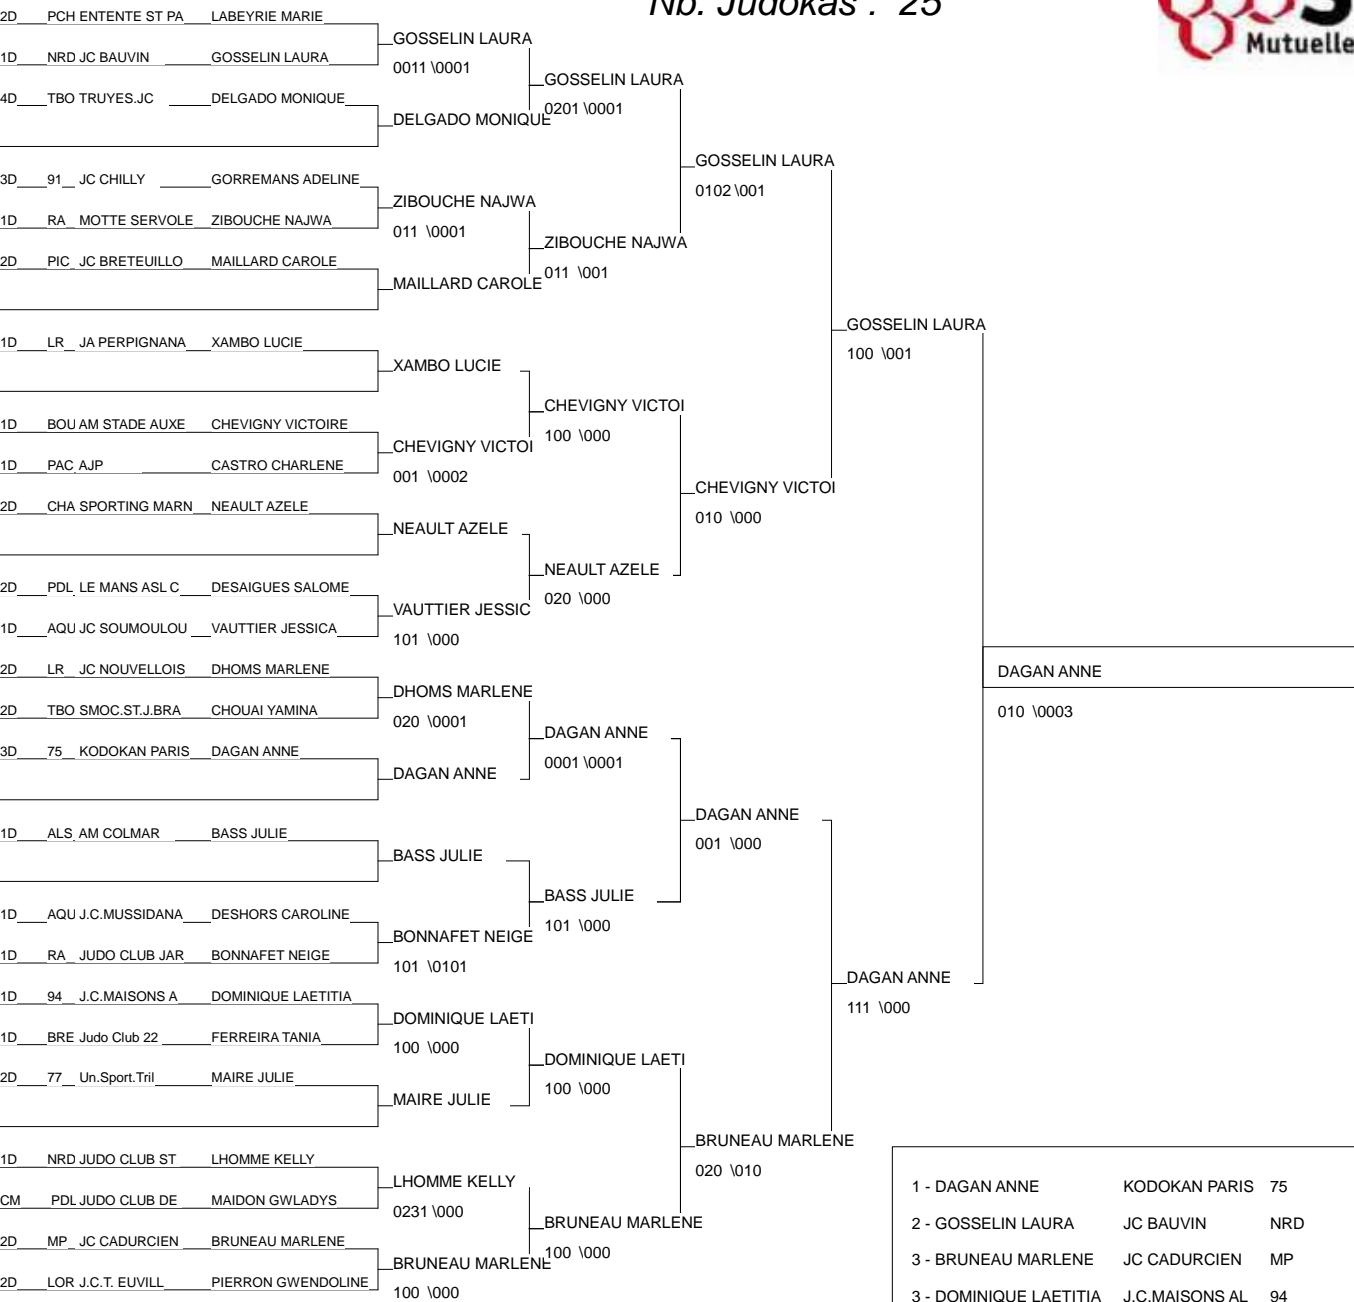 Nb. Judokas : 25
Mutuelle
2D PCH ENTENTE ST PA LABEYRIE MARIE
GOSSELIN LAURA
1D NRD JC BAUVIN GOSSELIN LAURA
0011 \0001
GOSSELIN LAURA
4D TBO TRUYES.JC DELGADO MONIQUE
0201 \0001
DELGADO MONIQUE
GOSSELIN LAURA
0102 \001
3D 91 JC CHILLY GORREMANS ADELINE
ZIBOUCHE NAJWA
1D RA MOTTE SERVOLE ZIBOUCHE NAJWA
011 \0001
ZIBOUCHE NAJWA
2D PIC JC BRETEUILLO MAILLARD CAROLE
011 \001
MAILLARD CAROLE
GOSSELIN LAURA
100 \001
1D LR JA PERPIGNANA XAMBO LUCIE
XAMBO LUCIE
CHEVIGNY VICTOI
1D BOU AM STADE AUXE CHEVIGNY VICTOIRE
100 \000
CHEVIGNY VICTOI
1D PAC AJP CASTRO CHARLENE
001 \0002
CHEVIGNY VICTOI
2D CHA SPORTING MARN NEAULT AZELE
010 \000
NEAULT AZELE
NEAULT AZELE
2D PDL LE MANS ASL C DESAIGUES SALOME
020 \000
VAUTTIER JESSIC
1D AQU JC SOUMOULOU VAUTTIER JESSICA
101 \000
2D LR JC NOUVELLOIS DHOMS MARLENE
DAGAN ANNE
DHOMS MARLENE
2D TBO SMOC.ST.J.BRA CHOUAI YAMINA
010 \0003
020 \0001
DAGAN ANNE
3D 75 KODOKAN PARIS DAGAN ANNE
0001 \0001
DAGAN ANNE
DAGAN ANNE
1D ALS AM COLMAR BASS JULIE
001 \000
BASS JULIE
BASS JULIE
1D AQU J.C.MUSSIDANA DESHORS CAROLINE
101 \000
BONNAFET NEIGE
1D RA JUDO CLUB JAR BONNAFET NEIGE
101 \0101
DAGAN ANNE
1D 94 J.C.MAISONS A DOMINIQUE LAETITIA
111 \000
DOMINIQUE LAETI
1D BRE Judo Club 22 FERREIRA TANIA
100 \000
DOMINIQUE LAETI
2D 77 Un.Sport.Tril MAIRE JULIE
100 \000
MAIRE JULIE
BRUNEAU MARLENE
1D NRD JUDO CLUB ST LHOMME KELLY
020 \010
LHOMME KELLY
1 - DAGAN ANNE KODOKAN PARIS 75
CM PDL JUDO CLUB DE MAIDON GWLADYS
0231 \000
BRUNEAU MARLENE
2 - GOSSELIN LAURA JC BAUVIN NRD
2D MP JC CADURCIEN BRUNEAU MARLENE
100 \000
BRUNEAU MARLENE
3 - BRUNEAU MARLENE JC CADURCIEN MP
2D LOR J.C.T. EUVILL PIERRON GWENDOLINE
100 \000
3 - DOMINIQUE LAETITIA J.C.MAISONS AL 94